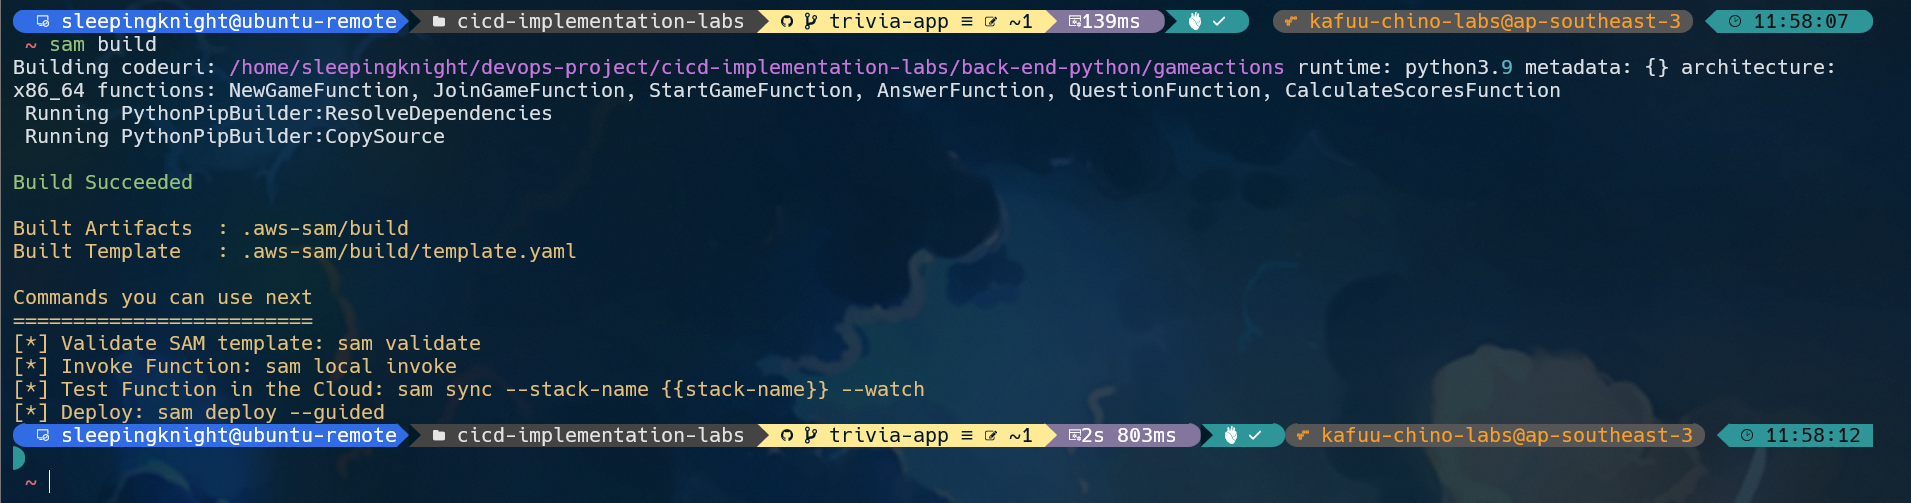 sleepingknight@ubuntu-remote cicd-implementation-labs trivia-app ≡ ~1 139ms ✓ kafuu-chino-labs@ap-southeast-3 11:58:07
~ sam build
Building codeuri: /home/sleepingknight/devops-project/cicd-implementation-labs/back-end-python/gameactions runtime: python3.9 metadata: {} architecture:
x86_64 functions: NewGameFunction, JoinGameFunction, StartGameFunction, AnswerFunction, QuestionFunction, CalculateScoresFunction
Running PythonPipBuilder:ResolveDependencies
Running PythonPipBuilder:CopySource
Build Succeeded
Built Artifacts  : .aws-sam/build
Built Template   : .aws-sam/build/template.yaml
Commands you can use next
=========================
[*] Validate SAM template: sam validate
[*] Invoke Function: sam local invoke
[*] Test Function in the Cloud: sam sync --stack-name {{stack-name}} --watch
[*] Deploy: sam deploy --guided
sleepingknight@ubuntu-remote cicd-implementation-labs trivia-app ≡ ~1 2s 803ms ✓ kafuu-chino-labs@ap-southeast-3 11:58:12
~